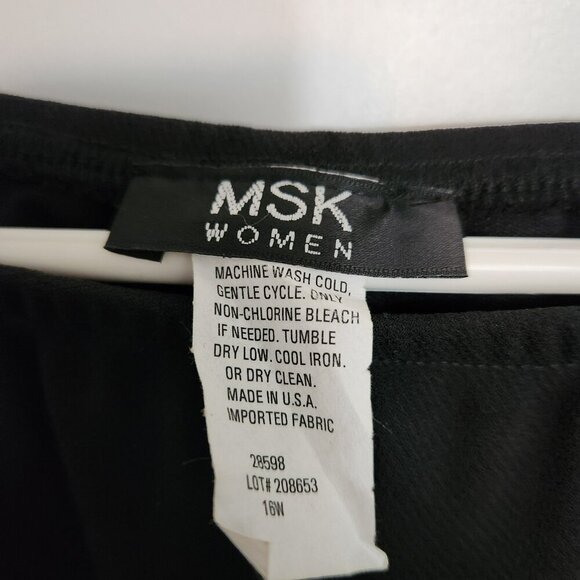 MSK
WOMEN
MACHINE WASH COLD,
GENTLE CYCLE. ONLY
NON-CHLORINE BLEACH
IF NEEDED. TUMBLE
DRY LOW. COOL IRON.
OR DRY CLEAN.
MADE IN U.S.A.
IMPORTED FABRIC
28598
LOT# 208653
16W